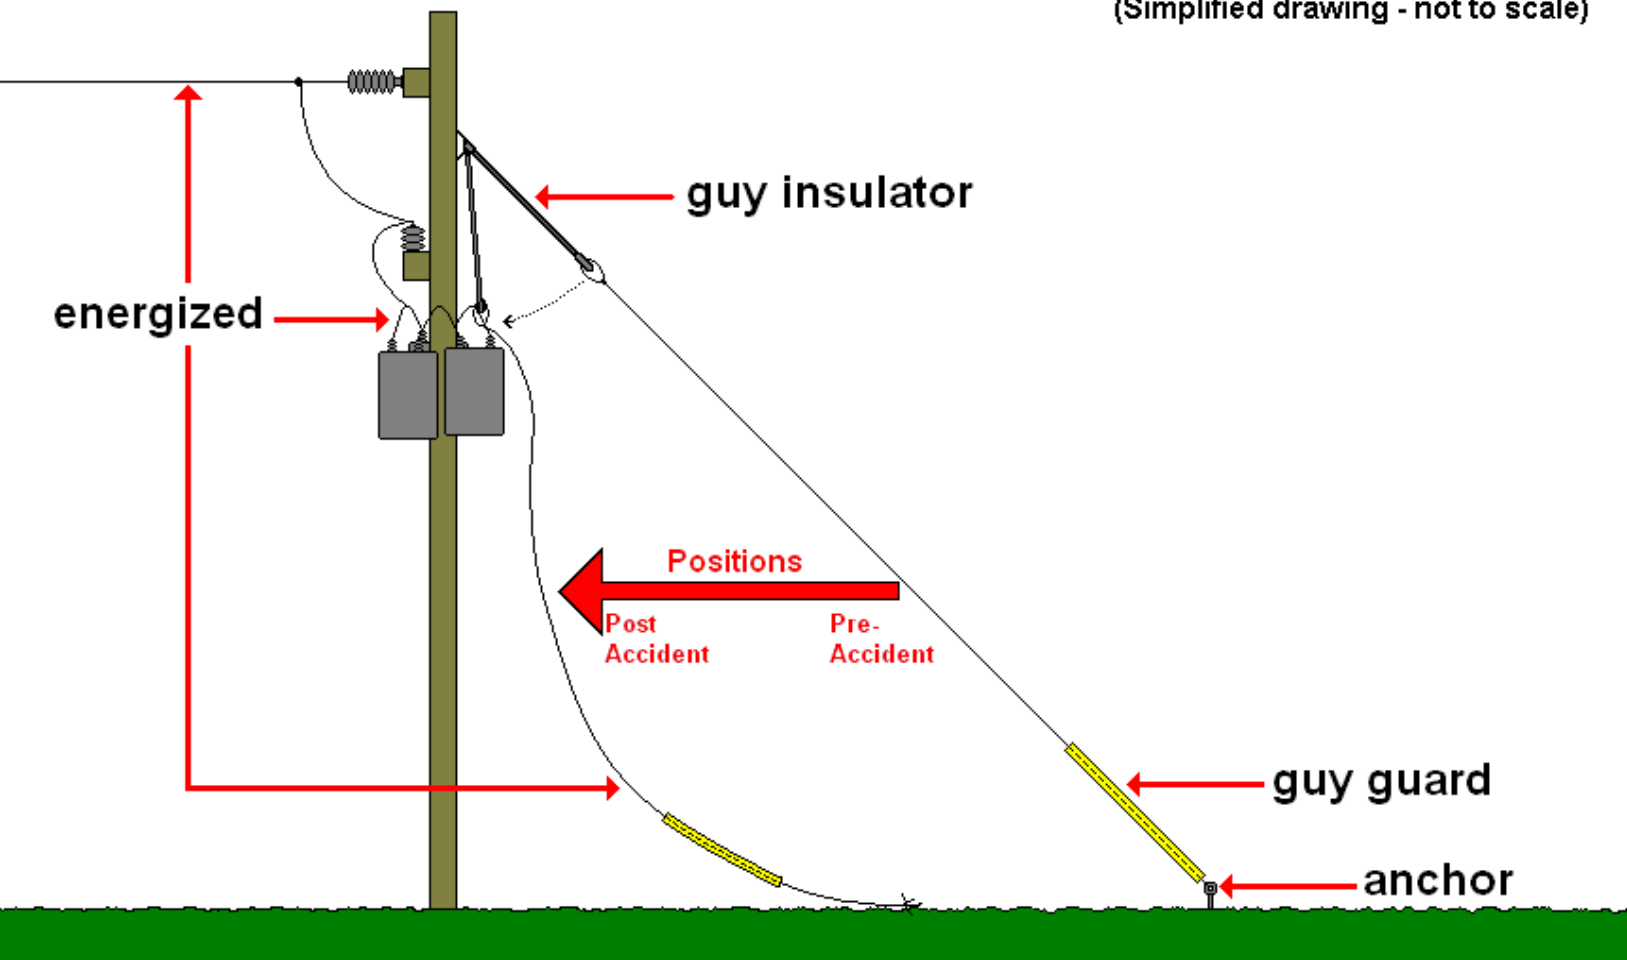 (Simplified drawing - not to scale)
guy insulator
energized
Positions
Post
Accident
Pre-
Accident
guy guard
anchor